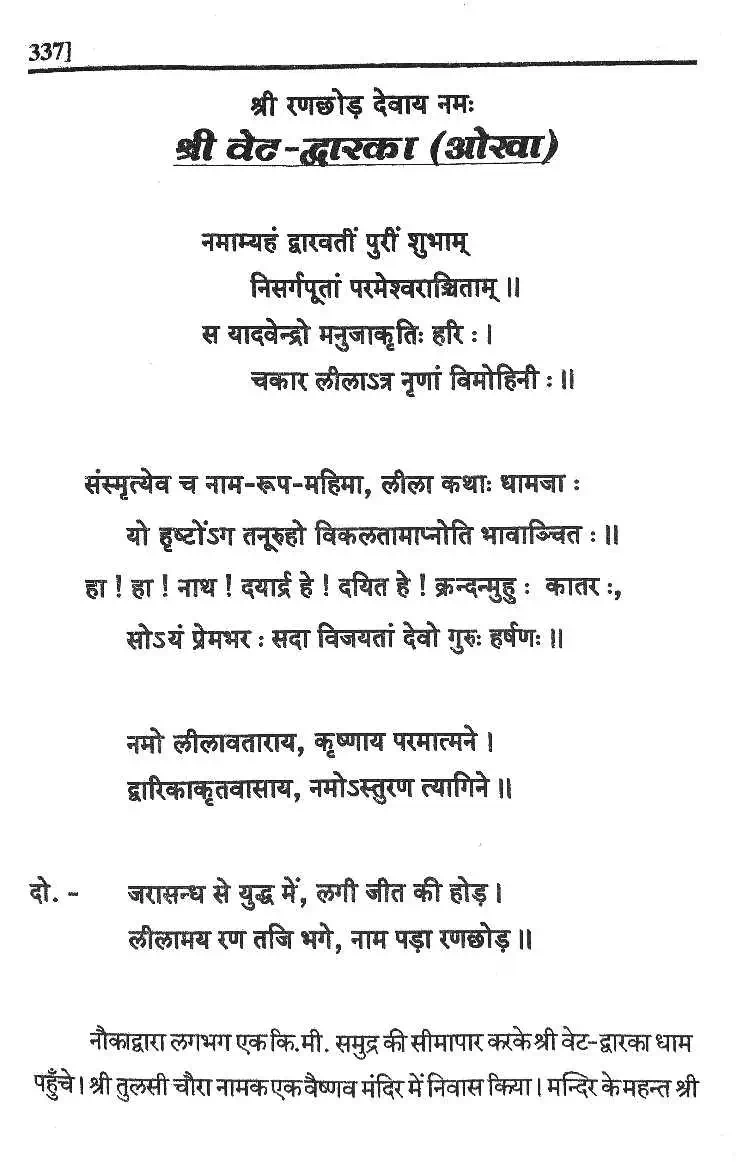 337]
श्री रणछोड़ देवाय नमः
श्री वेट-द्वारका (ओखा)
नमाम्यहं द्वारवतीं पुरीं शुभाम्
निसर्गपूतां परमेश्वराञ्चिताम् ॥
स यादवेन्द्रो मनुजाकृतिः हरि ः ।
चकार लीलाऽत्र नृणां विमोहिनी ः ॥
संस्मृत्येव च नाम-रूप-महिमा, लीला कथाः धामजा ः
यो हृष्टोंऽग तनूरुहो विकलतामाप्नोति भावाञ्चित ः ॥
हा ! हा ! नाथ ! दयार्द्र हे ! दयित हे ! क्रन्दन्मुहु ः कातर ः,
सोऽयं प्रेमभर ः सदा विजयतां देवो गुरुः हर्षणः ॥
नमो लीलावताराय, कृष्णाय परमात्मने ।
द्वारिकाकृतवासाय, नमोऽस्तुरण त्यागिने ॥
दो. - जरासन्ध से युद्ध में, लगी जीत की होड़ ।
लीलामय रण तजि भगे, नाम पड़ा रणछोड़ ॥
नौकाद्वारा लगभग एक कि.मी. समुद्र की सीमापार करके श्री वेट-द्वारका धाम
पहुँचे । श्री तुलसी चौरा नामक एक वैष्णव मंदिर में निवास किया । मन्दिर के महन्त श्री